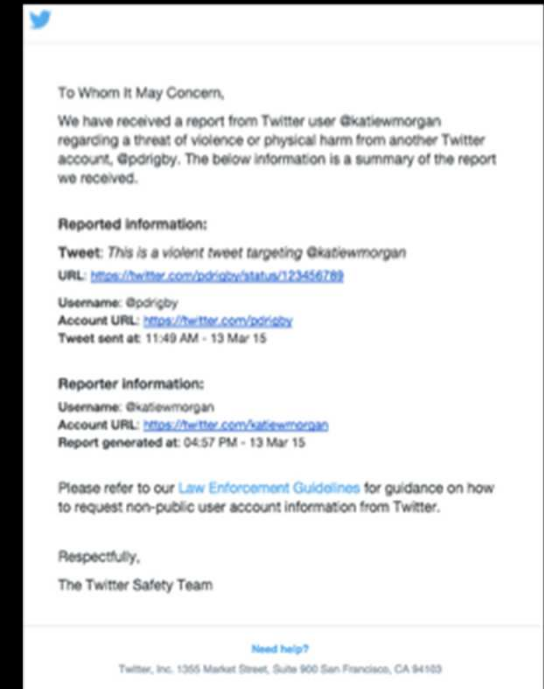 To Whom It May Concern,
We have received a report from Twitter user @katiewmorgan
regarding a threat of violence or physical harm from another Twitter
account, @pdrigby. The below information is a summary of the report
we received.
Reported information:
Tweet: This is a violent tweet targeting @katiewmorgan
URL: https://twitter.com/pdrigby/status/123456789
Username: @pdrigby
Account URL: https://twitter.com/pdrigby
Tweet sent at: 11:49 AM - 13 Mar 15
Reporter information:
Username: @katiewmorgan
Account URL: https://twitter.com/katiewmorgan
Report generated at: 04:57 PM - 13 Mar 15
Please refer to our Law Enforcement Guidelines for guidance on how
to request non-public user account information from Twitter.
Respectfully,
The Twitter Safety Team
Need help?
Twitter, Inc. 1355 Market Street, Suite 900 San Francisco, CA 94103